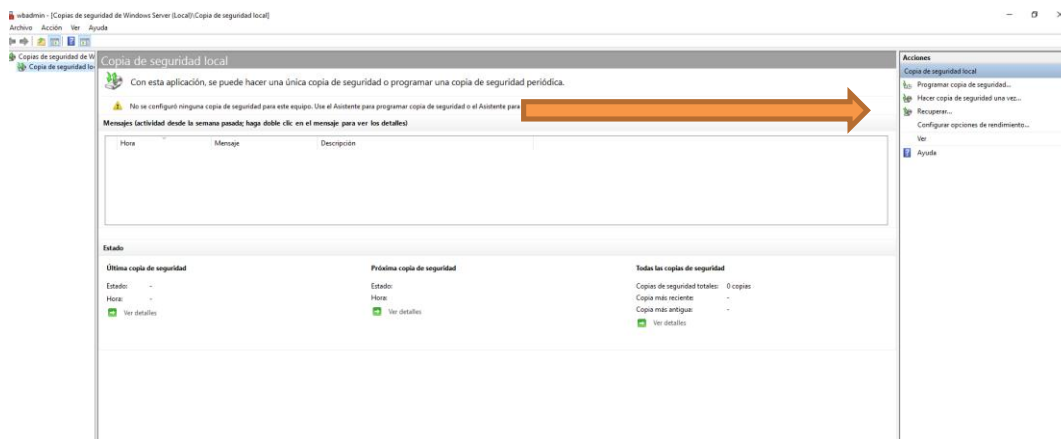 wbadmin - [Copias de seguridad de Windows Server (Local)\Copia de seguridad local]
Archivo Acción Ver Ayuda
Copias de seguridad de W
Copia de seguridad lo
Copia de seguridad local
Con esta aplicación, se puede hacer una única copia de seguridad o programar una copia de seguridad periódica.
No se configuró ninguna copia de seguridad para este equipo. Use el Asistente para programar copia de seguridad o el Asistente para
Mensajes (actividad desde la semana pasada; haga doble clic en el mensaje para ver los detalles)
Hora Mensaje Descripción
Estado
Última copia de seguridad
Estado: -
Hora: -
Ver detalles
Próxima copia de seguridad
Estado:
Hora:
Ver detalles
Todas las copias de seguridad
Copias de seguridad totales: 0 copias
Copia más reciente: -
Copia más antigua: -
Ver detalles
Acciones
Copia de seguridad local
Programar copia de seguridad...
Hacer copia de seguridad una vez...
Recuperar...
Configurar opciones de rendimiento...
Ver
Ayuda